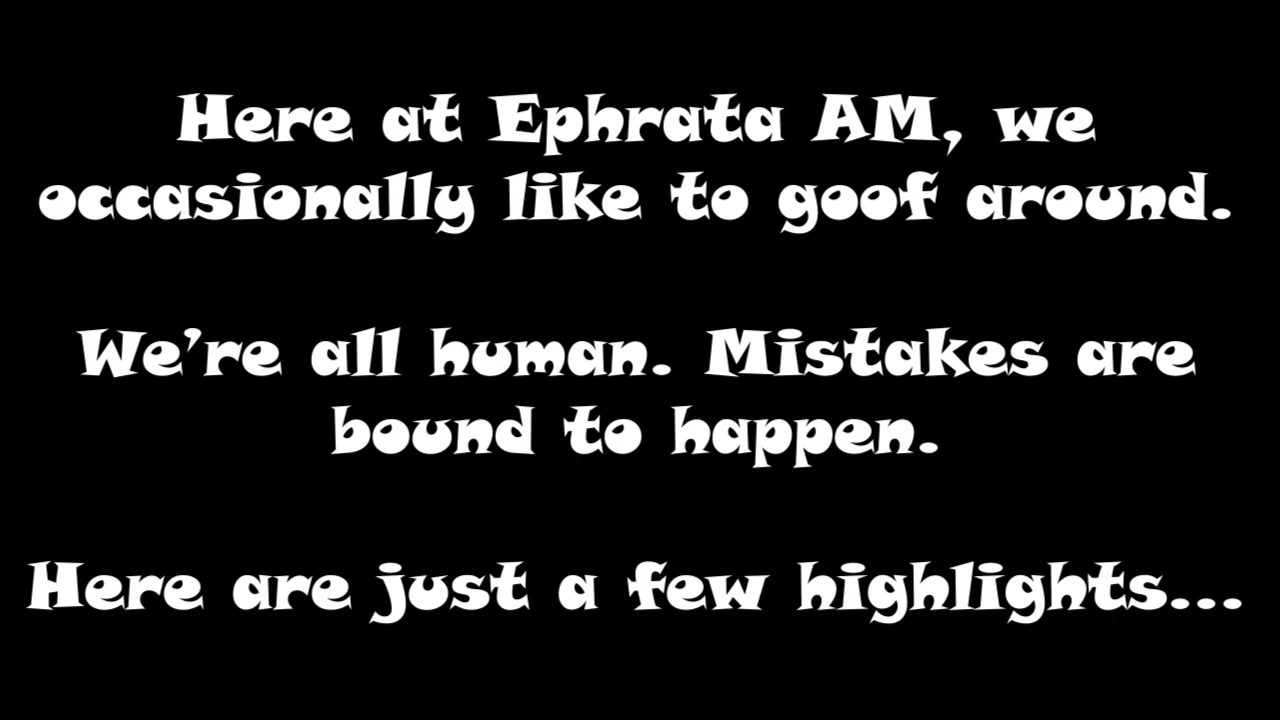 Here at Ephrata AM, we
occasionally like to goof around.
We’re all human. Mistakes are
bound to happen.
Here are just a few highlights...